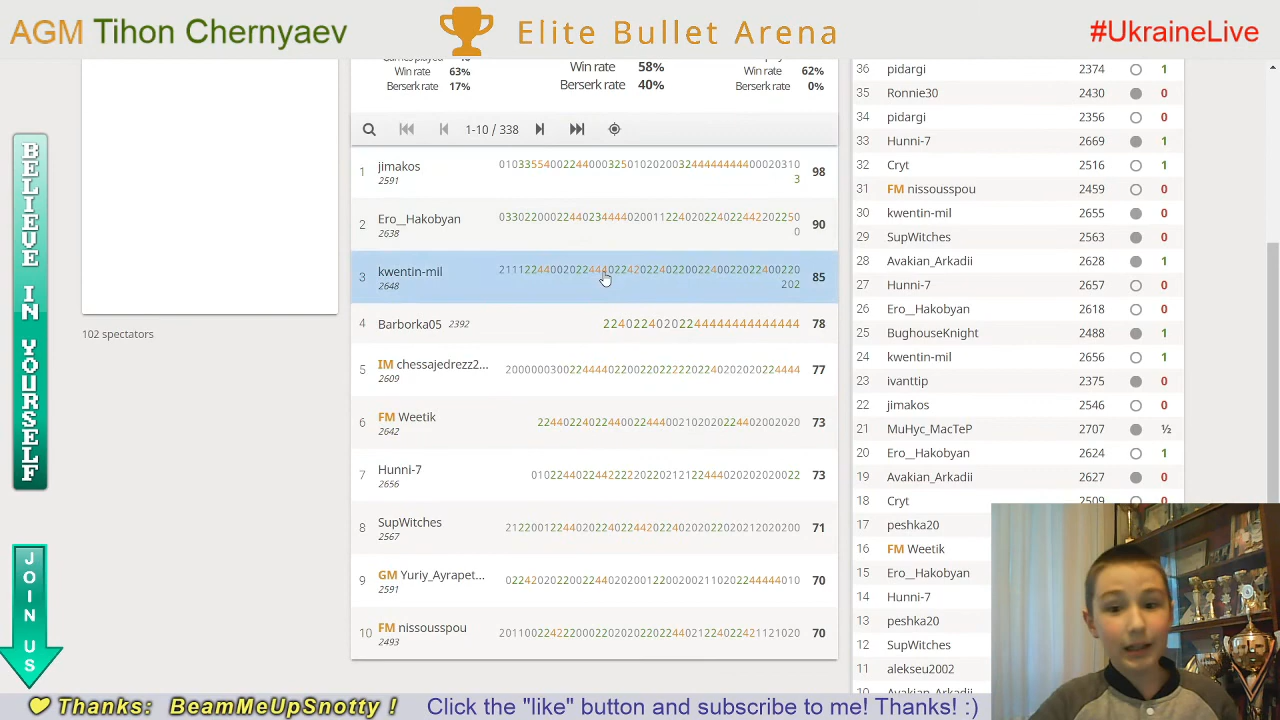 AGM Tihon Chernyaev
Elite Bullet Arena
#UkraineLive
BELIEVE IN YOURSELF
JOIN US
102 spectators
Win rate 63%
Berserk rate 17%
Win rate 58%
Berserk rate 40%
Win rate 62%
Berserk rate 0%
1-10 / 338
1 jimakos 98
2591
2 Ero__Hakobyan 90
2638
3 kwentin-mil 85
2648
202
4 Barborka05 2392 2240224020224444444444444 78
5 IM chessajedrezz2... 77
2609
6 FM Weetik 73
2642
7 Hunni-7 73
2656
8 SupWitches 71
2567
9 GM Yuriy_Ayrapet... 70
2591
10 FM nissousspou 70
2493
36 pidargi 2374 1
35 Ronnie30 2430 0
34 pidargi 2356 0
33 Hunni-7 2669 1
32 Cryt 2516 1
31 FM nissousspou 2459 0
30 kwentin-mil 2655 0
29 SupWitches 2563 0
28 Avakian_Arkadii 2628 1
27 Hunni-7 2657 0
26 Ero__Hakobyan 2618 0
25 BughouseKnight 2488 1
24 kwentin-mil 2656 1
23 ivanttip 2375 0
22 jimakos 2546 0
21 MuHyc_MacTeP 2707 ½
20 Ero__Hakobyan 2624 1
19 Avakian_Arkadii 2627 0
18 Cryt 2509 0
17 peshka20
16 FM Weetik
15 Ero__Hakobyan
14 Hunni-7
13 peshka20
12 SupWitches
11 alekseu2002
10 Avakian_Arkadii
Thanks: BeamMeUpSnotty !
Click the "like" button and subscribe to me! Thanks! :)